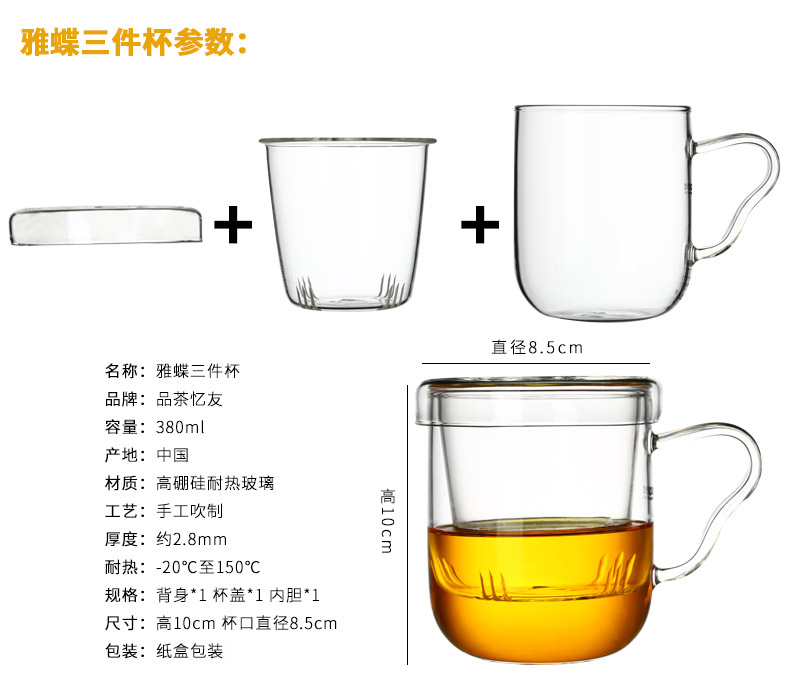 雅蝶三件杯参数：
直径8.5cm
高10cm
名称：雅蝶三件杯
品牌：品茶忆友
容量：380ml
产地：中国
材质：高硼硅耐热玻璃
工艺：手工吹制
厚度：约2.8mm
耐热：-20℃至150℃
规格：背身*1 杯盖*1 内胆*1
尺寸：高10cm 杯口直径8.5cm
包装：纸盒包装